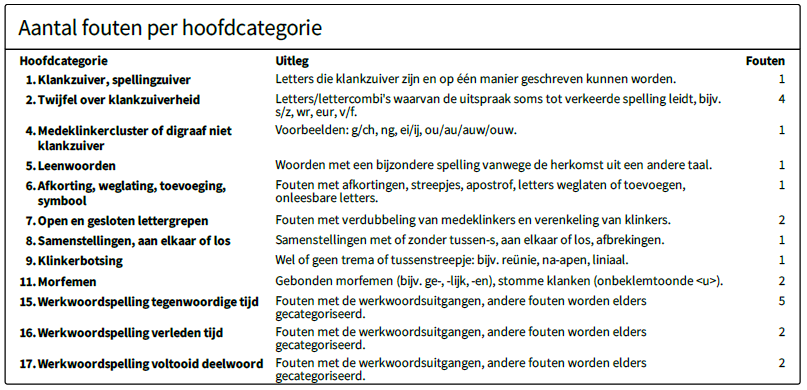 Aantal fouten per hoofdcategorie
Hoofdcategorie Uitleg Fouten
1. Klankzuiver, spellingzuiver Letters die klankzuiver zijn en op één manier geschreven kunnen worden. 1
2. Twijfel over klankzuiverheid Letters/lettercombi's waarvan de uitspraak soms tot verkeerde spelling leidt, bijv. 4
s/z, wr, eur, v/f.
4. Medeklinkercluster of digraaf niet Voorbeelden: g/ch, ng, ei/ij, ou/au/auw/ouw. 1
klankzuiver
5. Leenwoorden Woorden met een bijzondere spelling vanwege de herkomst uit een andere taal. 1
6. Afkorting, weglating, toevoeging, Fouten met afkortingen, streepjes, apostrof, letters weglaten of toevoegen, 1
symbool onleesbare letters.
7. Open en gesloten lettergrepen Fouten met verdubbeling van medeklinkers en verenkeling van klinkers. 2
8. Samenstellingen, aan elkaar of los Samenstellingen met of zonder tussen-s, aan elkaar of los, afbrekingen. 1
9. Klinkerbotsing Wel of geen trema of tussenstreepje: bijv. reünie, na-apen, liniaal. 1
11. Morfemen Gebonden morfemen (bijv. ge-, -lijk, -en), stomme klanken (onbeklemtoonde <u>). 2
15. Werkwoordspelling tegenwoordige tijd Fouten met de werkwoordsuitgangen, andere fouten worden elders 5
gecategoriseerd.
16. Werkwoordspelling verleden tijd Fouten met de werkwoordsuitgangen, andere fouten worden elders 2
gecategoriseerd.
17. Werkwoordspelling voltooid deelwoord Fouten met de werkwoordsuitgangen, andere fouten worden elders 2
gecategoriseerd.